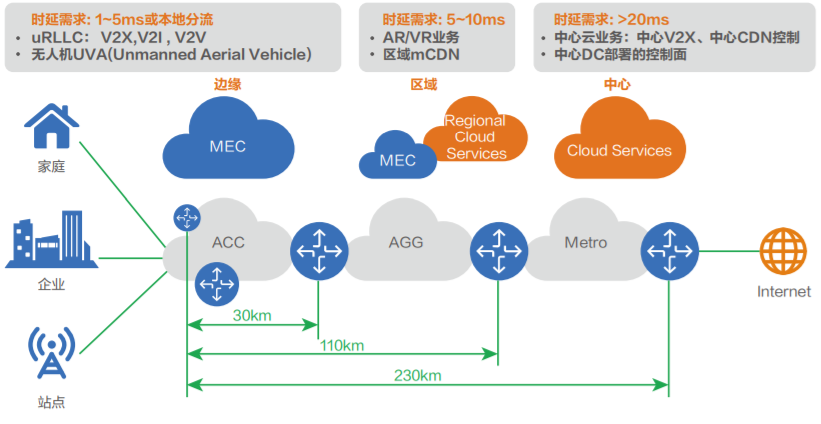 时延需求: 1~5ms或本地分流
• uRLLC： V2X,V2I , V2V
• 无人机UVA(Unmanned Aerial Vehicle)
时延需求: 5~10ms
• AR/VR业务
• 区域mCDN
时延需求: >20ms
• 中心云业务：中心V2X、中心CDN控制
• 中心DC部署的控制面
边缘
区域
中心
MEC
MEC
Regional
Cloud
Services
Cloud Services
家庭
企业
站点
ACC
AGG
Metro
Internet
30km
110km
230km